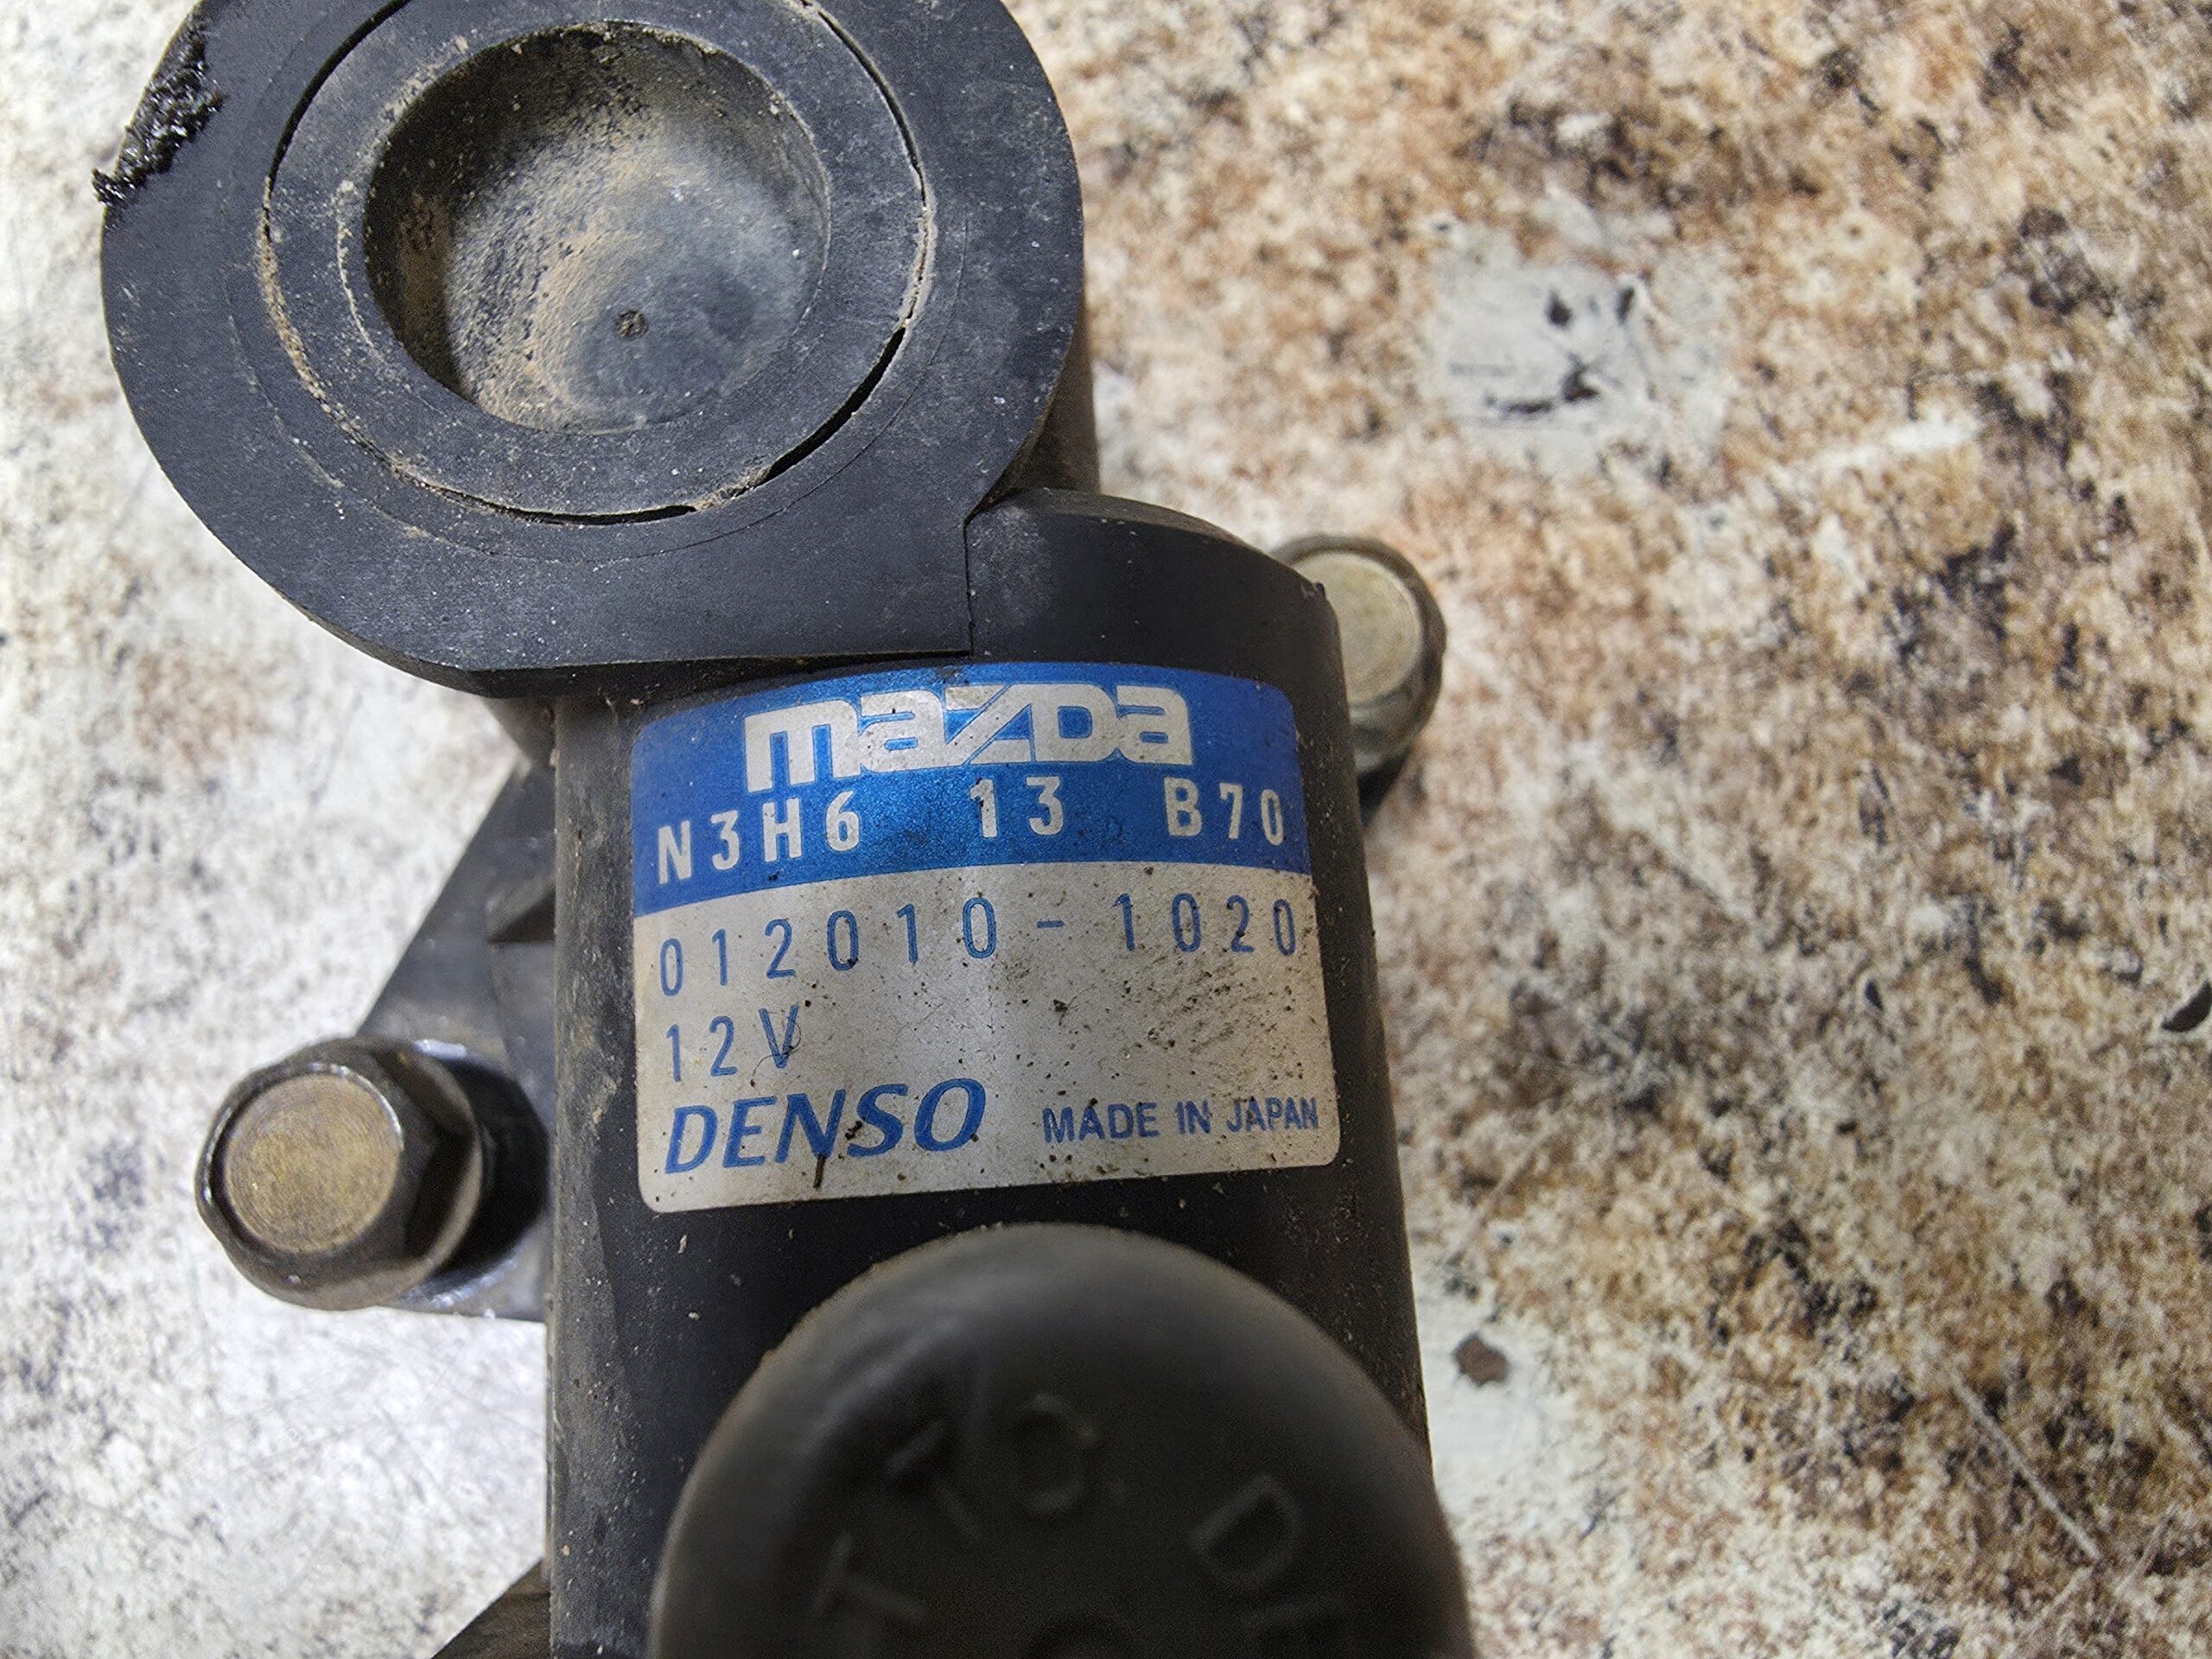 mazda
N3H6 13 B70
012010-1020
12V
DENSO MADE IN JAPAN